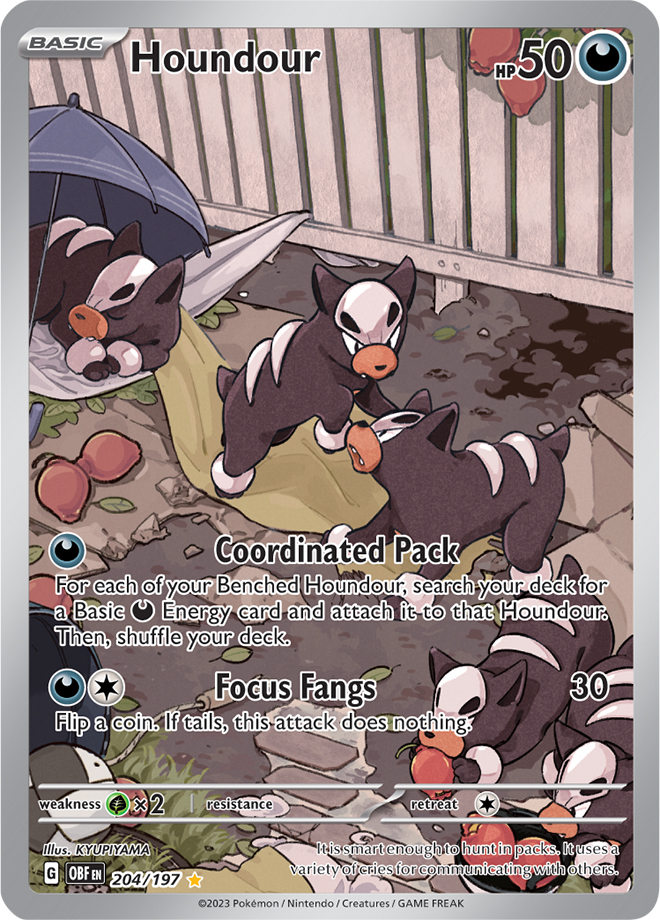 BASIC Houndour HP 50
Coordinated Pack
For each of your Benched Houndour, search your deck for
a Basic Energy card and attach it to that Houndour.
Then, shuffle your deck.
Focus Fangs 30
Flip a coin. If tails, this attack does nothing.
weakness ×2 resistance retreat
Illus. KYUPIYAMA
It is smart enough to hunt in packs. It uses a
variety of cries for communicating with others.
G OBF EN 204/197
©2023 Pokémon / Nintendo / Creatures / GAME FREAK